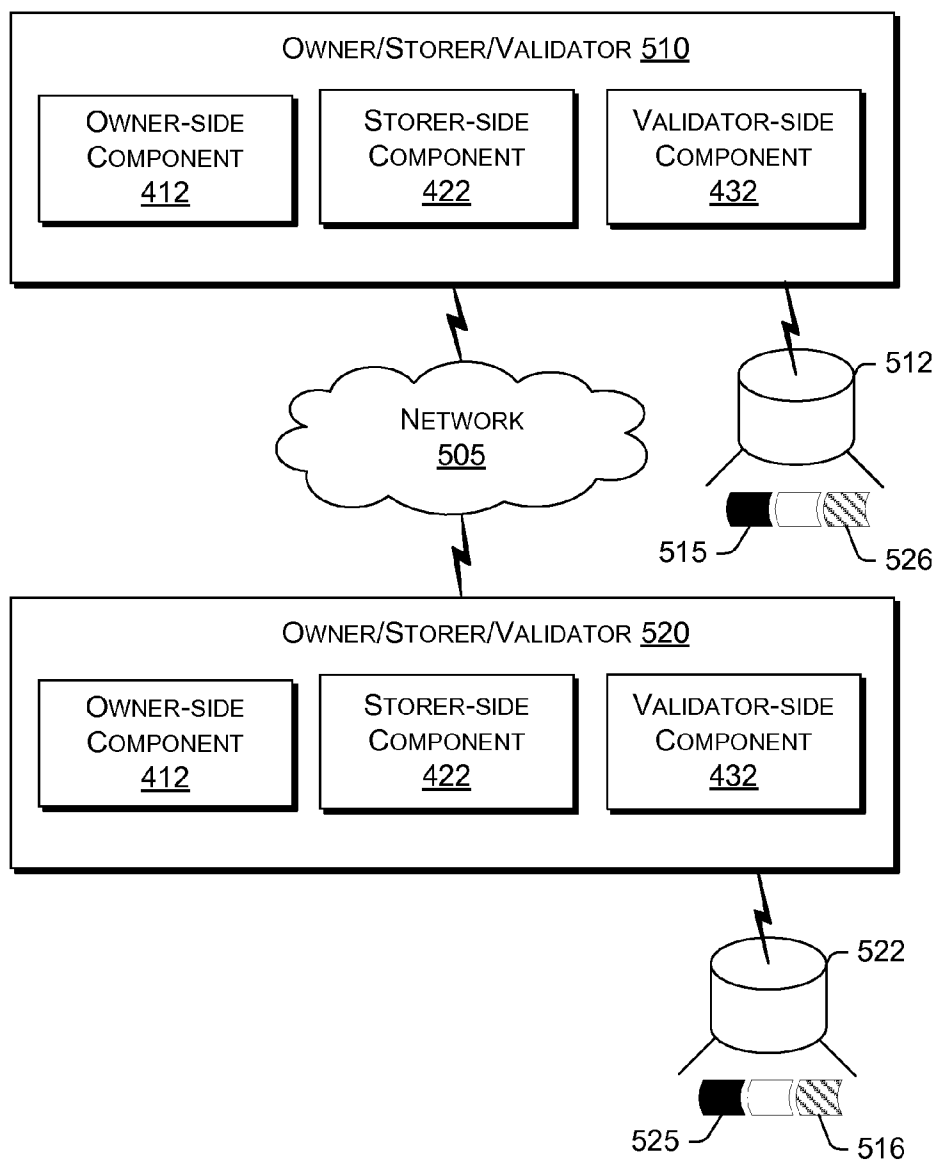 OWNER/STORER/VALIDATOR 510
OWNER-SIDE
COMPONENT
412
STORER-SIDE
COMPONENT
422
VALIDATOR-SIDE
COMPONENT
432
NETWORK
505
512
515
526
OWNER/STORER/VALIDATOR 520
OWNER-SIDE
COMPONENT
412
STORER-SIDE
COMPONENT
422
VALIDATOR-SIDE
COMPONENT
432
522
525
516